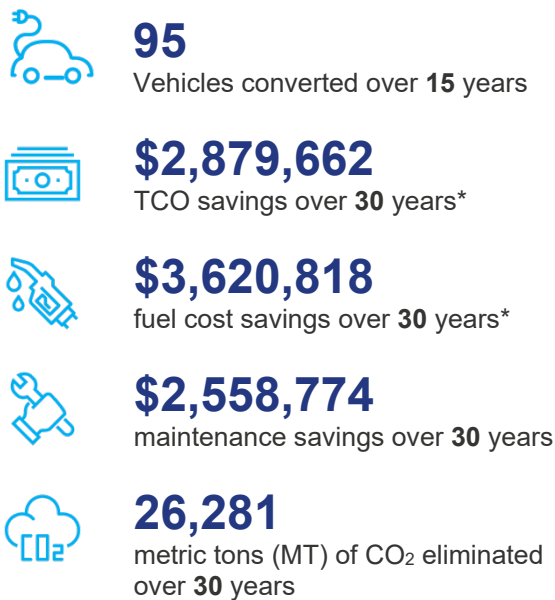 95
Vehicles converted over 15 years
$2,879,662
TCO savings over 30 years*
$3,620,818
fuel cost savings over 30 years*
$2,558,774
maintenance savings over 30 years
CO₂
26,281
metric tons (MT) of CO₂ eliminated
over 30 years